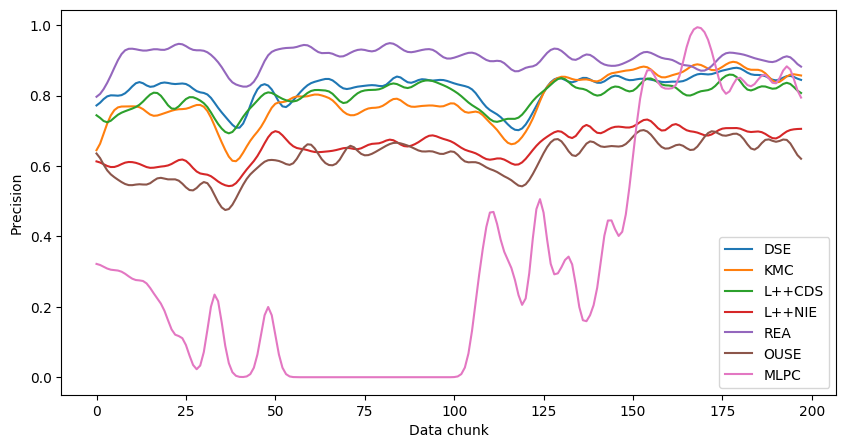 Precision
1.0
0.8
0.6
0.4
0.2
0.0
0
25
50
75
100
125
150
175
200
Data chunk
DSE
KMC
L++CDS
L++NIE
REA
OUSE
MLPC